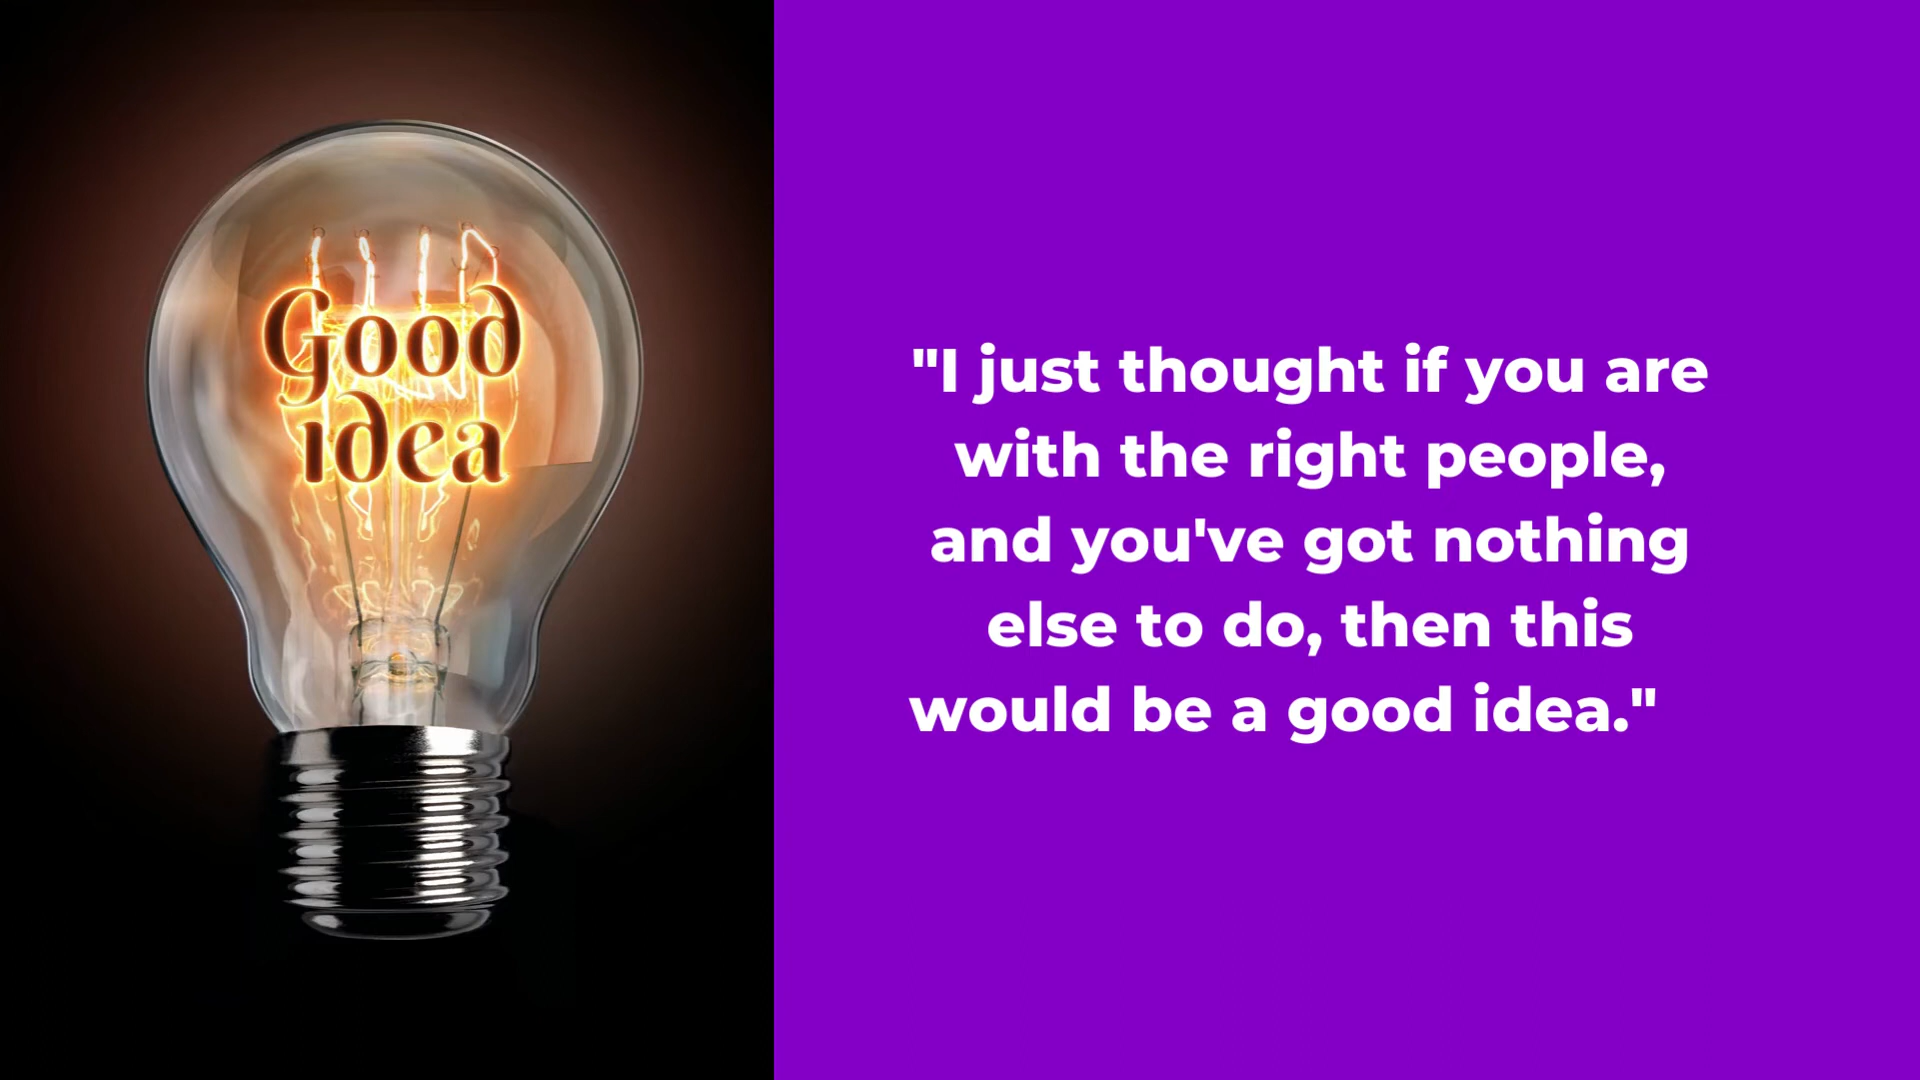 Good
idea
"I just thought if you are
with the right people,
and you've got nothing
else to do, then this
would be a good idea."